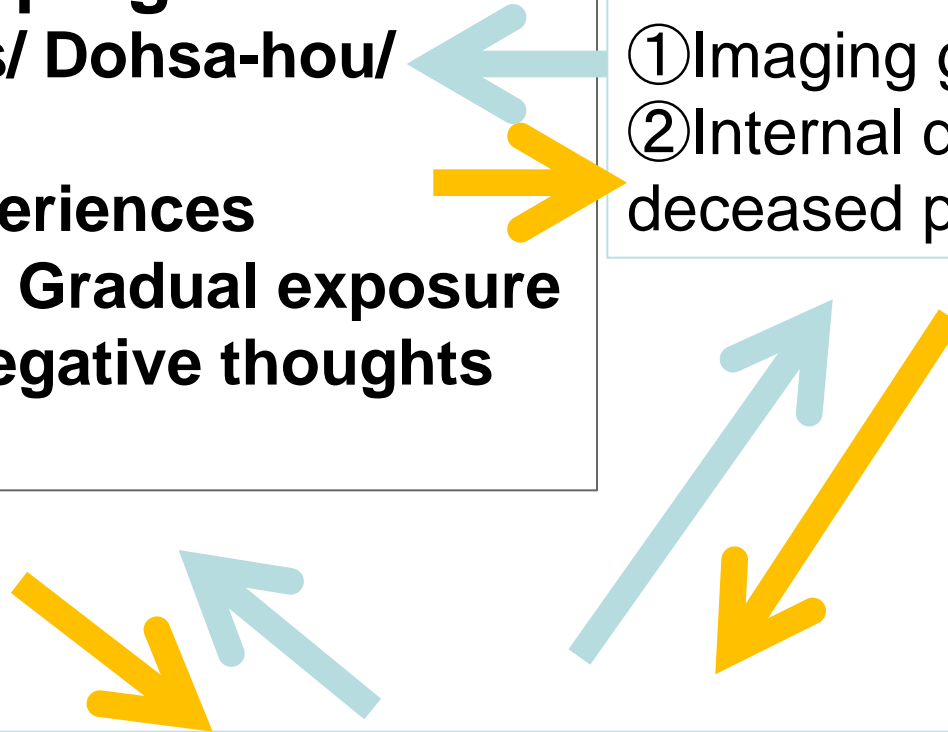 s/ Dohsa-hou/
eriences
Gradual exposure
egative thoughts
①Imaging g
②Internal
deceased p